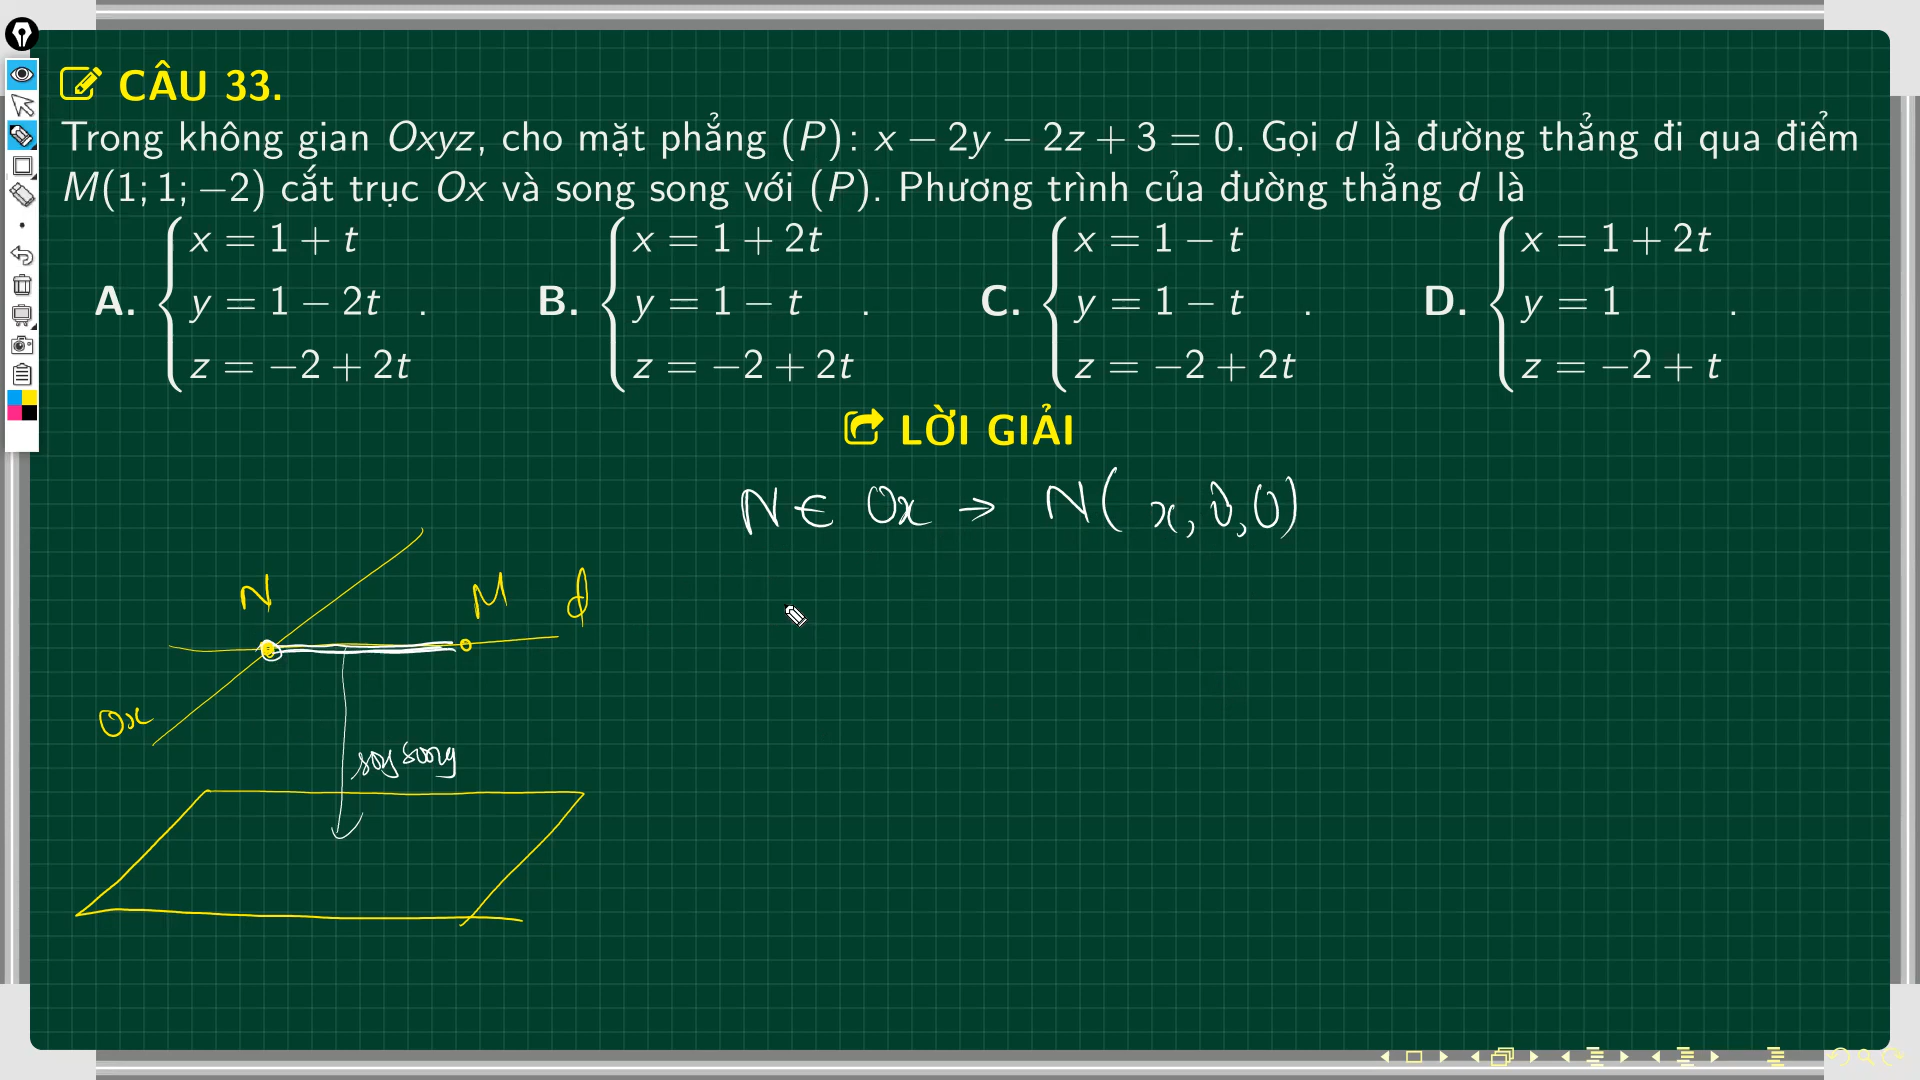 CÂU 33.
Trong không gian Oxyz, cho mặt phẳng (P): x − 2y − 2z + 3 = 0. Gọi d là đường thẳng đi qua điểm
M(1; 1; −2) cắt trục Ox và song song với (P). Phương trình của đường thẳng d là
A. { x = 1 + t
y = 1 − 2t .
z = −2 + 2t
B. { x = 1 + 2t
y = 1 − t .
z = −2 + 2t
C. { x = 1 − t
y = 1 − t .
z = −2 + 2t
D. { x = 1 + 2t
y = 1 .
z = −2 + t
LỜI GIẢI
N ∈ Ox → N( x, 0, 0)
N M d
Ox
song song